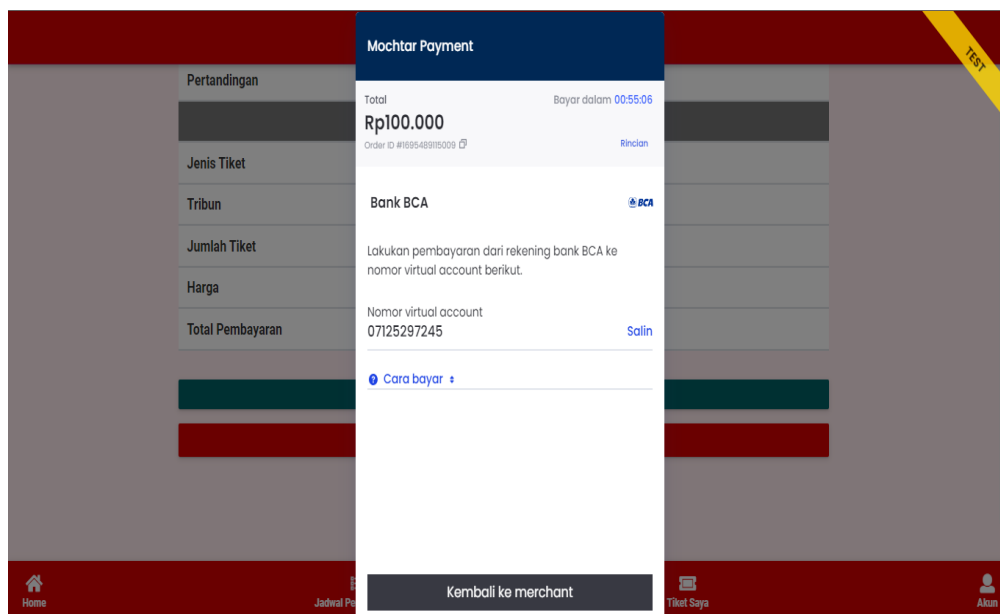 Mochtar Payment
TEST
Pertandingan
Total
Bayar dalam 00:55:06
Rp100.000
Order ID #1695489115009
Rincian
Jenis Tiket
Bank BCA
BCA
Tribun
Jumlah Tiket
Lakukan pembayaran dari rekening bank BCA ke
nomor virtual account berikut.
Harga
Nomor virtual account
07125297245
Salin
Total Pembayaran
Cara bayar
Kembali ke merchant
Home
Jadwal Pe
Tiket Saya
Akun